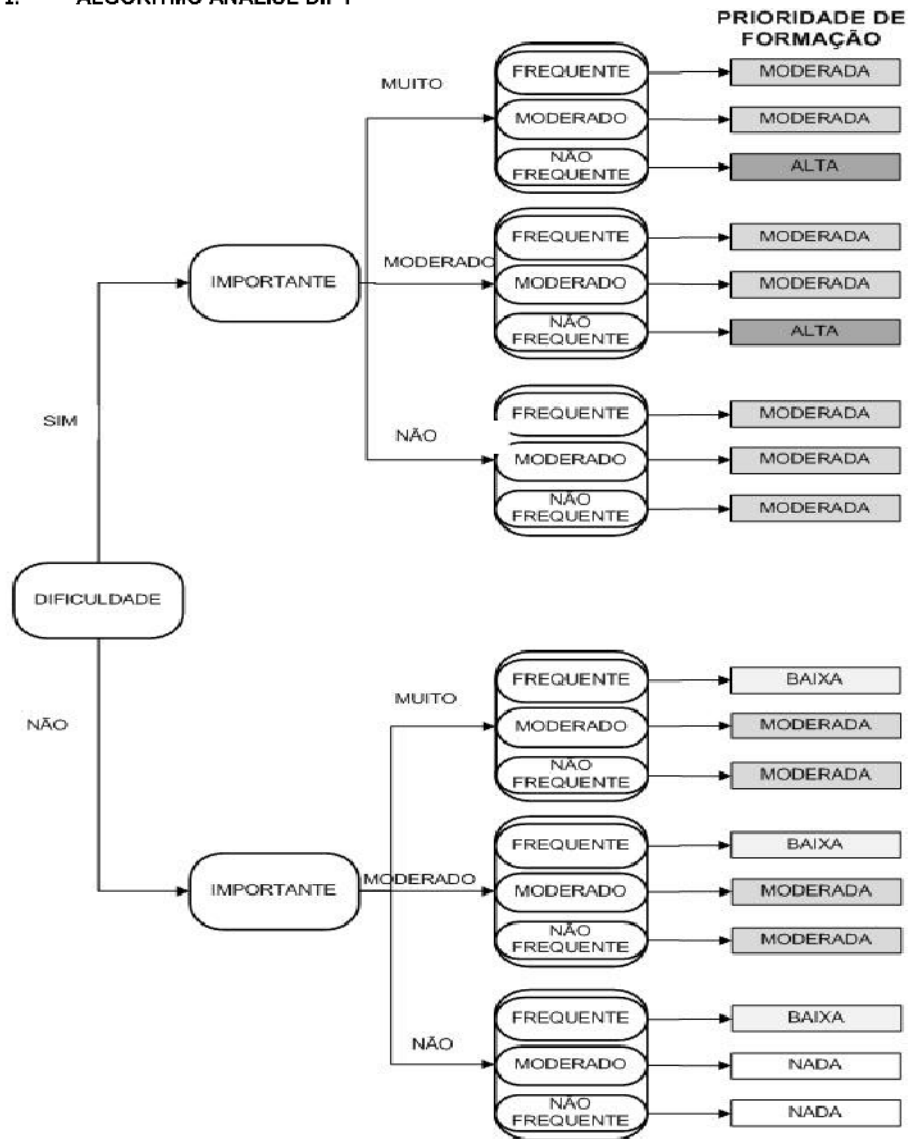 1. ALGORITMO ANÁLISE DIF 1
PRIORIDADE DE
FORMAÇÃO
MUITO
FREQUENTE
MODERADA
MODERADO
MODERADA
NÃO
FREQUENTE
ALTA
IMPORTANTE
MODERADO
FREQUENTE
MODERADA
MODERADO
MODERADA
NÃO
FREQUENTE
ALTA
SIM
NÃO
FREQUENTE
MODERADA
MODERADO
MODERADA
NÃO
FREQUENTE
MODERADA
DIFICULDADE
NÃO
MUITO
FREQUENTE
BAIXA
MODERADO
MODERADA
NÃO
FREQUENTE
MODERADA
IMPORTANTE
MODERADO
FREQUENTE
BAIXA
MODERADO
MODERADA
NÃO
FREQUENTE
MODERADA
NÃO
FREQUENTE
BAIXA
MODERADO
NADA
NÃO
FREQUENTE
NADA